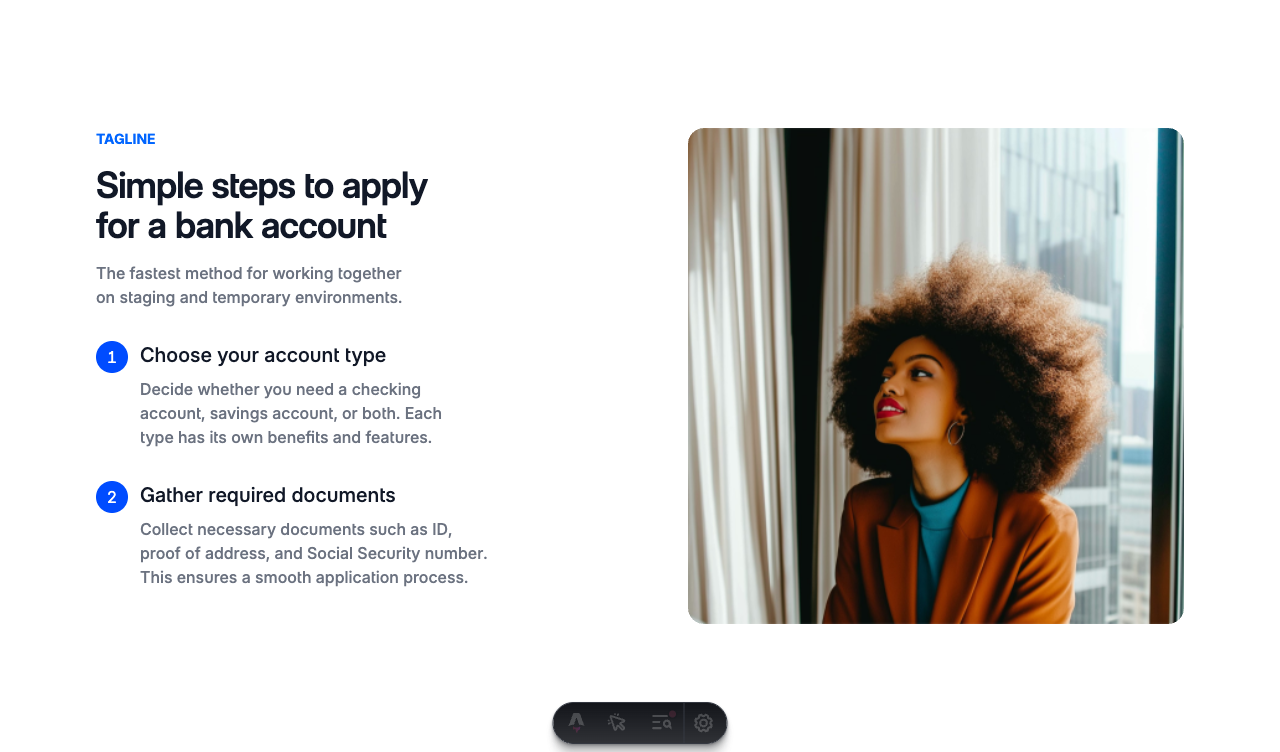 TAGLINE
Simple steps to apply
for a bank account
The fastest method for working together
on staging and temporary environments.
1 Choose your account type
Decide whether you need a checking
account, savings account, or both. Each
type has its own benefits and features.
2 Gather required documents
Collect necessary documents such as ID,
proof of address, and Social Security number.
This ensures a smooth application process.